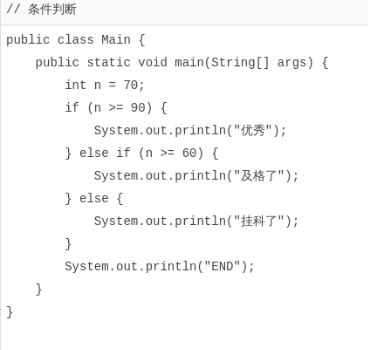 // 条件判断
public class Main {
    public static void main(String[] args) {
        int n = 70;
        if (n >= 90) {
            System.out.println("优秀");
        } else if (n >= 60) {
            System.out.println("及格了");
        } else {
            System.out.println("挂科了");
        }
        System.out.println("END");
    }
}